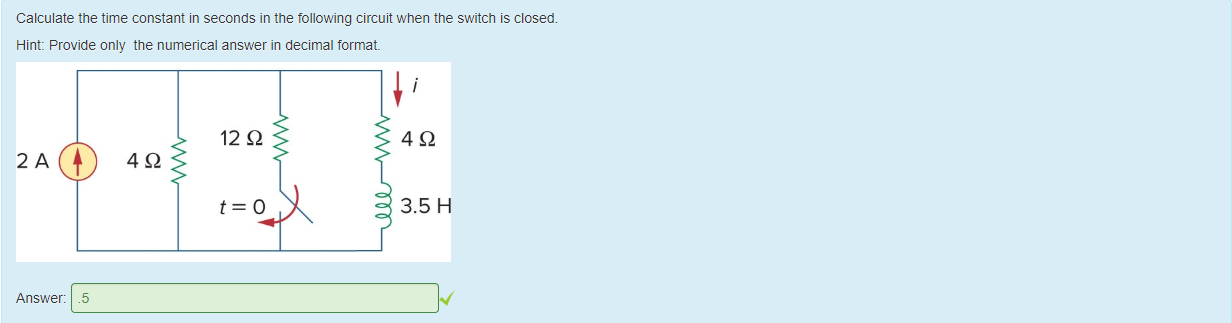 Calculate the time constant in seconds in the following circuit when the switch is closed.
Hint: Provide only the numerical answer in decimal format.
i
12 Ω
4 Ω
2 A
4 Ω
t = 0
3.5 H
Answer: .5